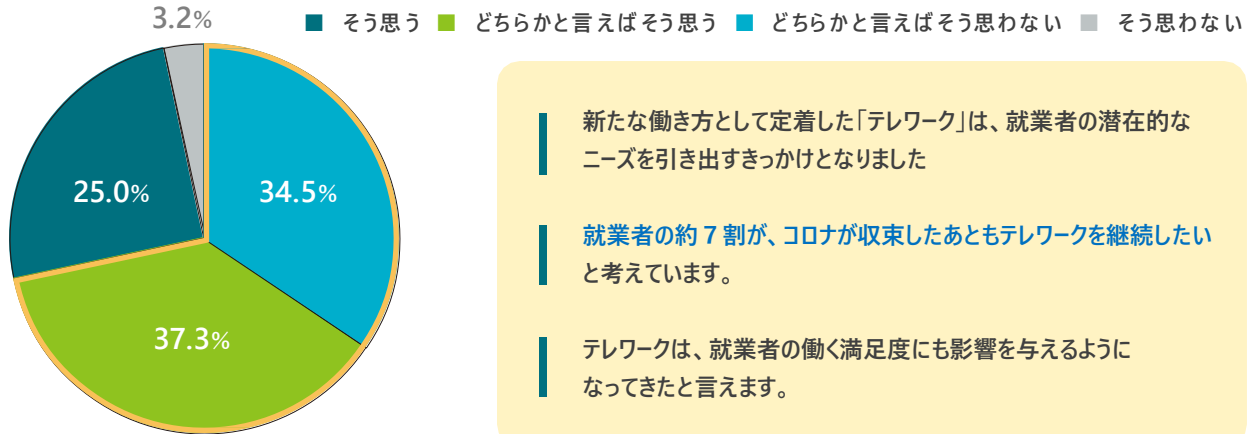 3.2%
そう思う どちらかと言えばそう思う どちらかと言えばそう思わない そう思わない
25.0%
34.5%
37.3%
新たな働き方として定着した「テレワーク」は、就業者の潜在的な
ニーズを引き出すきっかけとなりました
就業者の約7割が、コロナが収束したあともテレワークを継続したい
と考えています。
テレワークは、就業者の働く満足度にも影響を与えるように
なってきたと言えます。